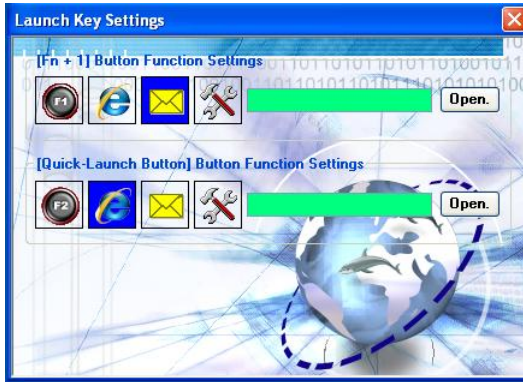 Launch Key Settings
[Fn + 1] Button Function Settings
F1
Open.
[Quick-Launch Button] Button Function Settings
F2
Open.